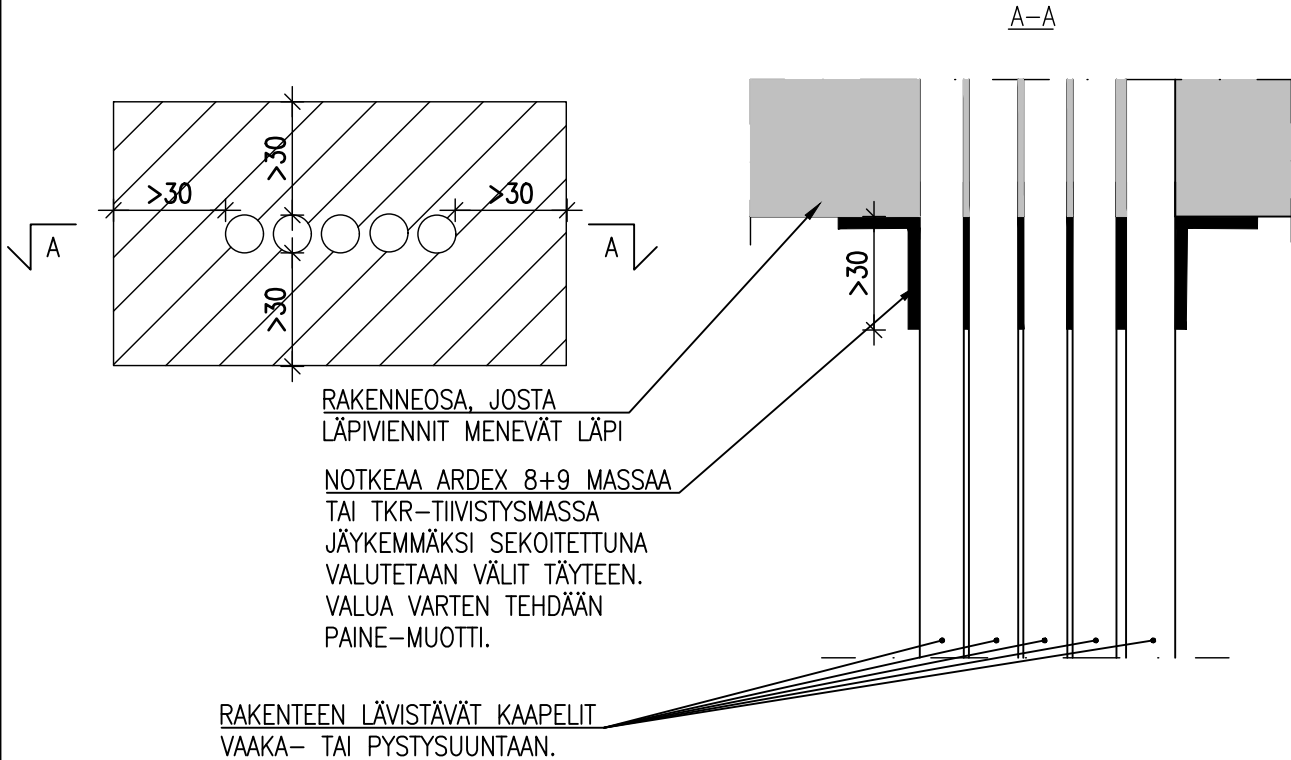 A-A
>30
>30
>30
A
A
>30
>30
RAKENNEOSA, JOSTA
LÄPIVIENNIT MENEVÄT LÄPI
NOTKEAA ARDEX 8+9 MASSAA
TAI TKR-TIIVISTYSMASSA
JÄYKEMMÄKSI SEKOITETTUNA
VALUTETAAN VÄLIT TÄYTEEN.
VALUA VARTEN TEHDÄÄN
PAINE-MUOTTI.
RAKENTEEN LÄVISTÄVÄT KAAPELIT
VAAKA- TAI PYSTYSUUNTAAN.